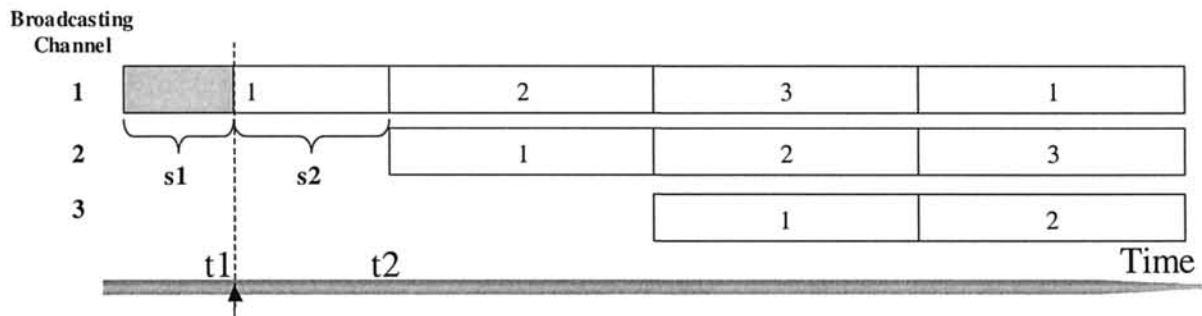 Broadcasting
Channel
1 1 2 3 1
s1 s2
2 1 2 3
3 1 2
t1 t2 Time